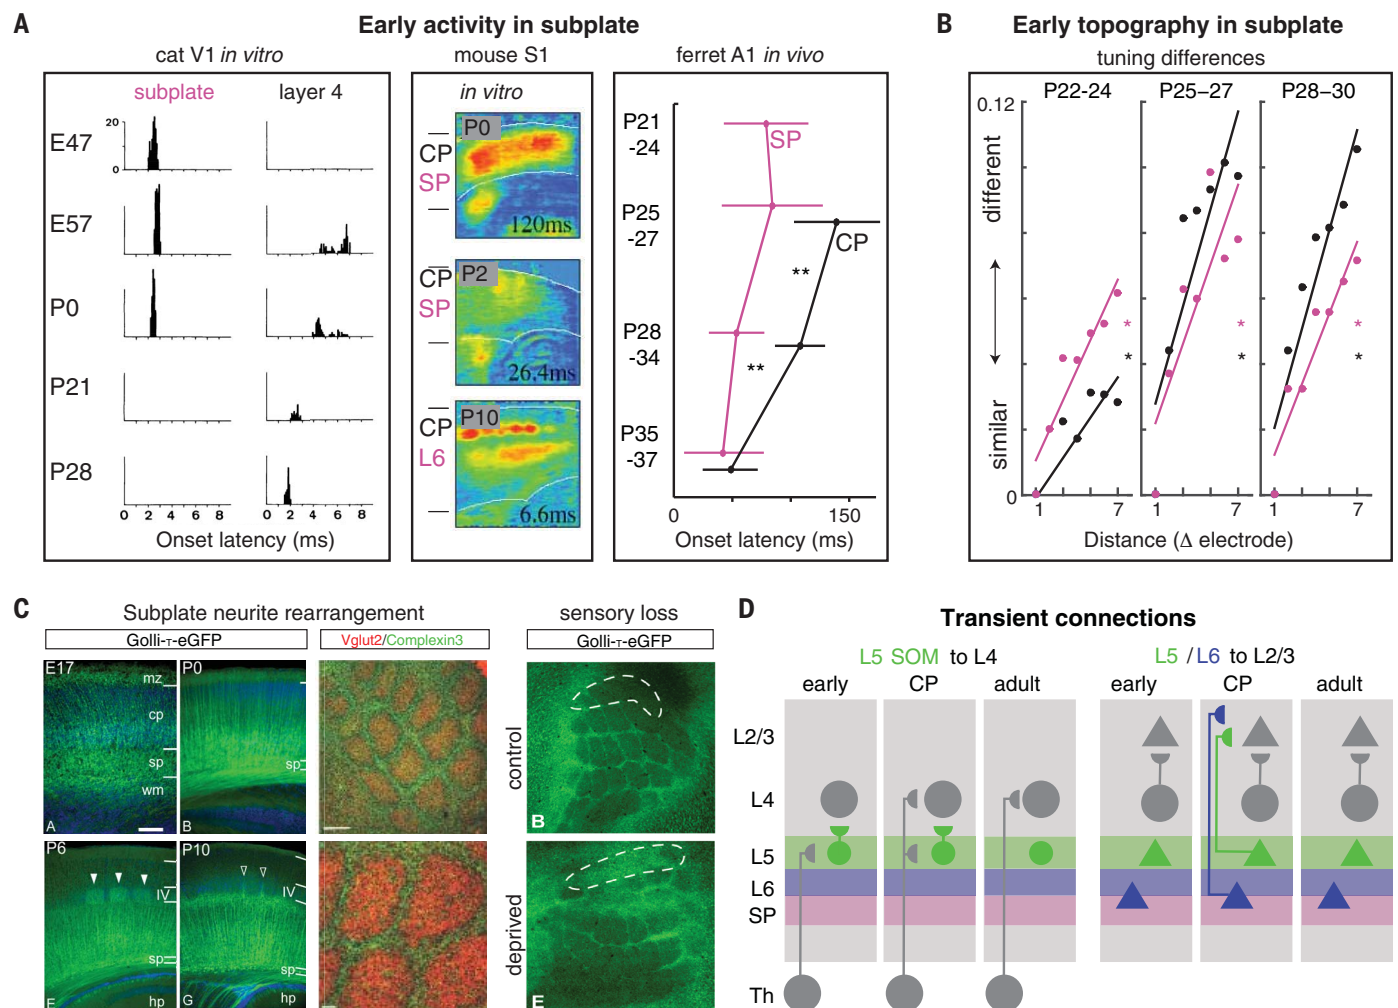 A
Early activity in subplate
cat V1 in vitro
mouse S1
ferret A1 in vivo
subplate
layer 4
E47
20
0
E57
P0
P21
P28
0 2 4 6 8
0 2 4 6 8
Onset latency (ms)
in vitro
P0
CP
SP
120ms
P2
CP
SP
26.4ms
P10
CP
L6
6.6ms
P21
-24
SP
P25
-27
CP
**
P28
-34
**
P35
-37
0
150
Onset latency (ms)
B
Early topography in subplate
tuning differences
P22-24
P25–27
P28–30
0.12
different
similar
0
*
*
*
*
*
*
1 7
1 7
1 7
Distance (Δ electrode)
C
Subplate neurite rearrangement
sensory loss
Golli-τ-eGFP
Vglut2/Complexin3
Golli-τ-eGFP
E17
mz
cp
sp
wm
A
P0
sp
B
P6
IV
sp
hp
F
P10
IV
sp
hp
G
control
B
deprived
E
D
Transient connections
L5 SOM to L4
L5 / L6 to L2/3
early CP adult
early CP adult
L2/3
L4
L5
L6
SP
Th